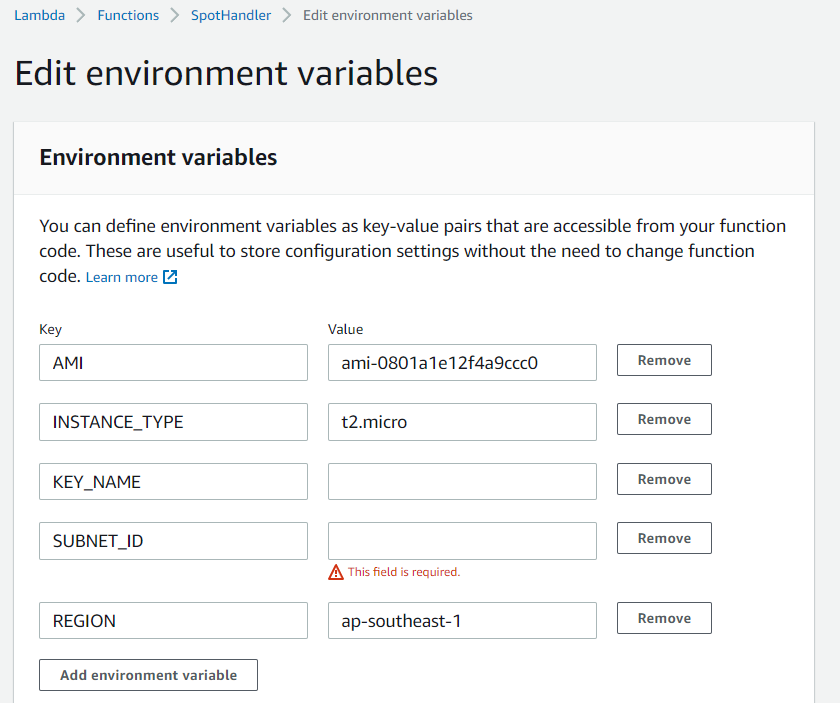 Lambda > Functions > SpotHandler > Edit environment variables
Edit environment variables
Environment variables
You can define environment variables as key-value pairs that are accessible from your function
code. These are useful to store configuration settings without the need to change function
code. Learn more
Key Value
AMI ami-0801a1e12f4a9ccc0 Remove
INSTANCE_TYPE t2.micro Remove
KEY_NAME Remove
SUBNET_ID Remove
This field is required.
REGION ap-southeast-1 Remove
Add environment variable